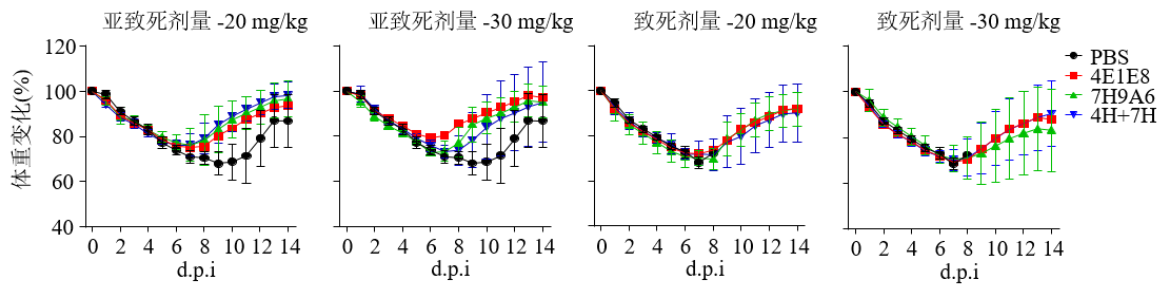 亚致死剂量 -20 mg/kg
亚致死剂量 -30 mg/kg
致死剂量 -20 mg/kg
致死剂量 -30 mg/kg
体重变化(%)
120
100
80
60
40
0 2 4 6 8 10 12 14
d.p.i
0 2 4 6 8 10 12 14
d.p.i
0 2 4 6 8 10 12 14
d.p.i
0 2 4 6 8 10 12 14
d.p.i
PBS
4E1E8
7H9A6
4H+7H